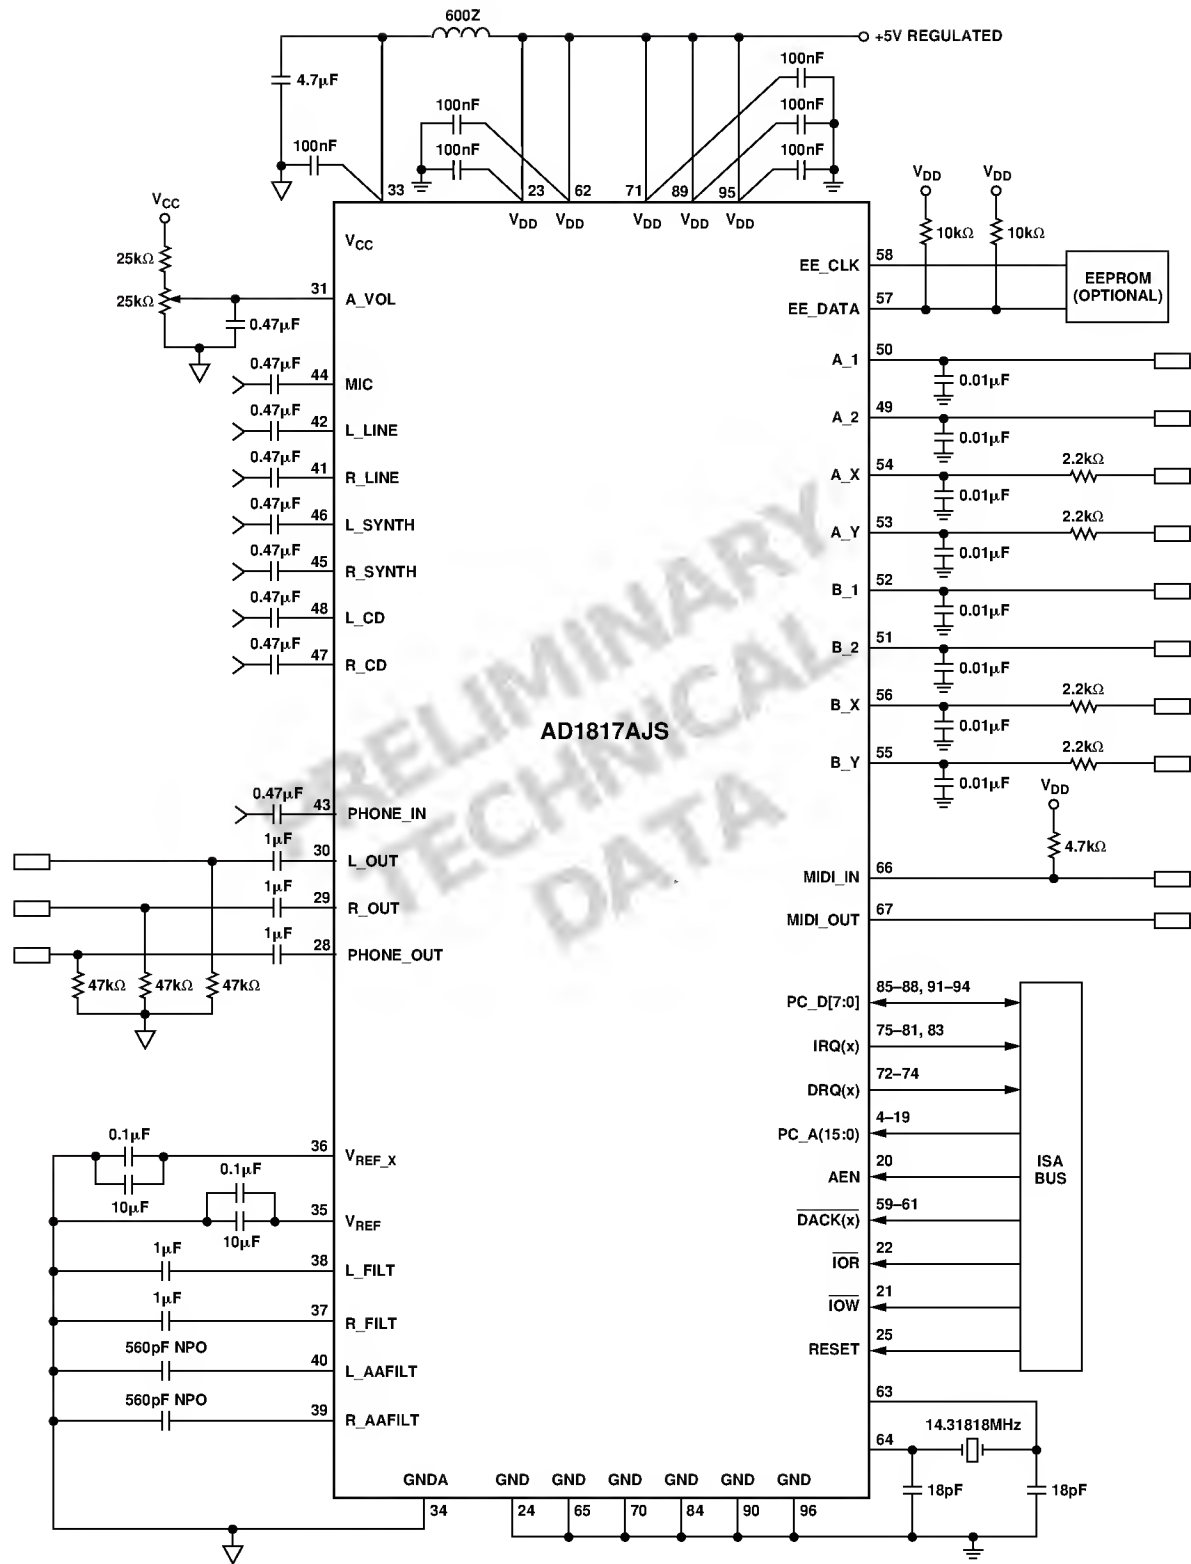 600Z
+5V REGULATED
4.7µF
100nF
100nF
100nF
100nF
100nF
100nF
33
23
62
71
89
95
VCC
VDD
VDD
VDD
VDD
VDD
VCC
25kΩ
25kΩ
31
A_VOL
0.47µF
0.47µF
44
MIC
0.47µF
42
L_LINE
0.47µF
41
R_LINE
0.47µF
46
L_SYNTH
0.47µF
45
R_SYNTH
0.47µF
48
L_CD
0.47µF
47
R_CD
0.47µF
43
PHONE_IN
1µF
30
L_OUT
1µF
29
R_OUT
1µF
28
PHONE_OUT
47kΩ
47kΩ
47kΩ
0.1µF
10µF
36
VREF_X
0.1µF
10µF
35
VREF
1µF
38
L_FILT
1µF
37
R_FILT
560pF NPO
40
L_AAFILT
560pF NPO
39
R_AAFILT
AD1817AJS
PRELIMINARY
TECHNICAL
DATA
VDD
VDD
10kΩ
10kΩ
EE_CLK
58
EE_DATA
57
EEPROM
(OPTIONAL)
A_1
50
0.01µF
A_2
49
0.01µF
A_X
54
2.2kΩ
0.01µF
A_Y
53
2.2kΩ
0.01µF
B_1
52
0.01µF
B_2
51
0.01µF
B_X
56
2.2kΩ
0.01µF
B_Y
55
2.2kΩ
0.01µF
VDD
4.7kΩ
MIDI_IN
66
MIDI_OUT
67
PC_D[7:0]
85–88, 91–94
IRQ(x)
75–81, 83
DRQ(x)
72–74
PC_A(15:0)
4–19
AEN
20
DACK(x)
59–61
IOR
22
IOW
21
RESET
25
ISA
BUS
63
64
14.31818MHz
18pF
18pF
GNDA
GND
GND
GND
GND
GND
GND
34
24
65
70
84
90
96